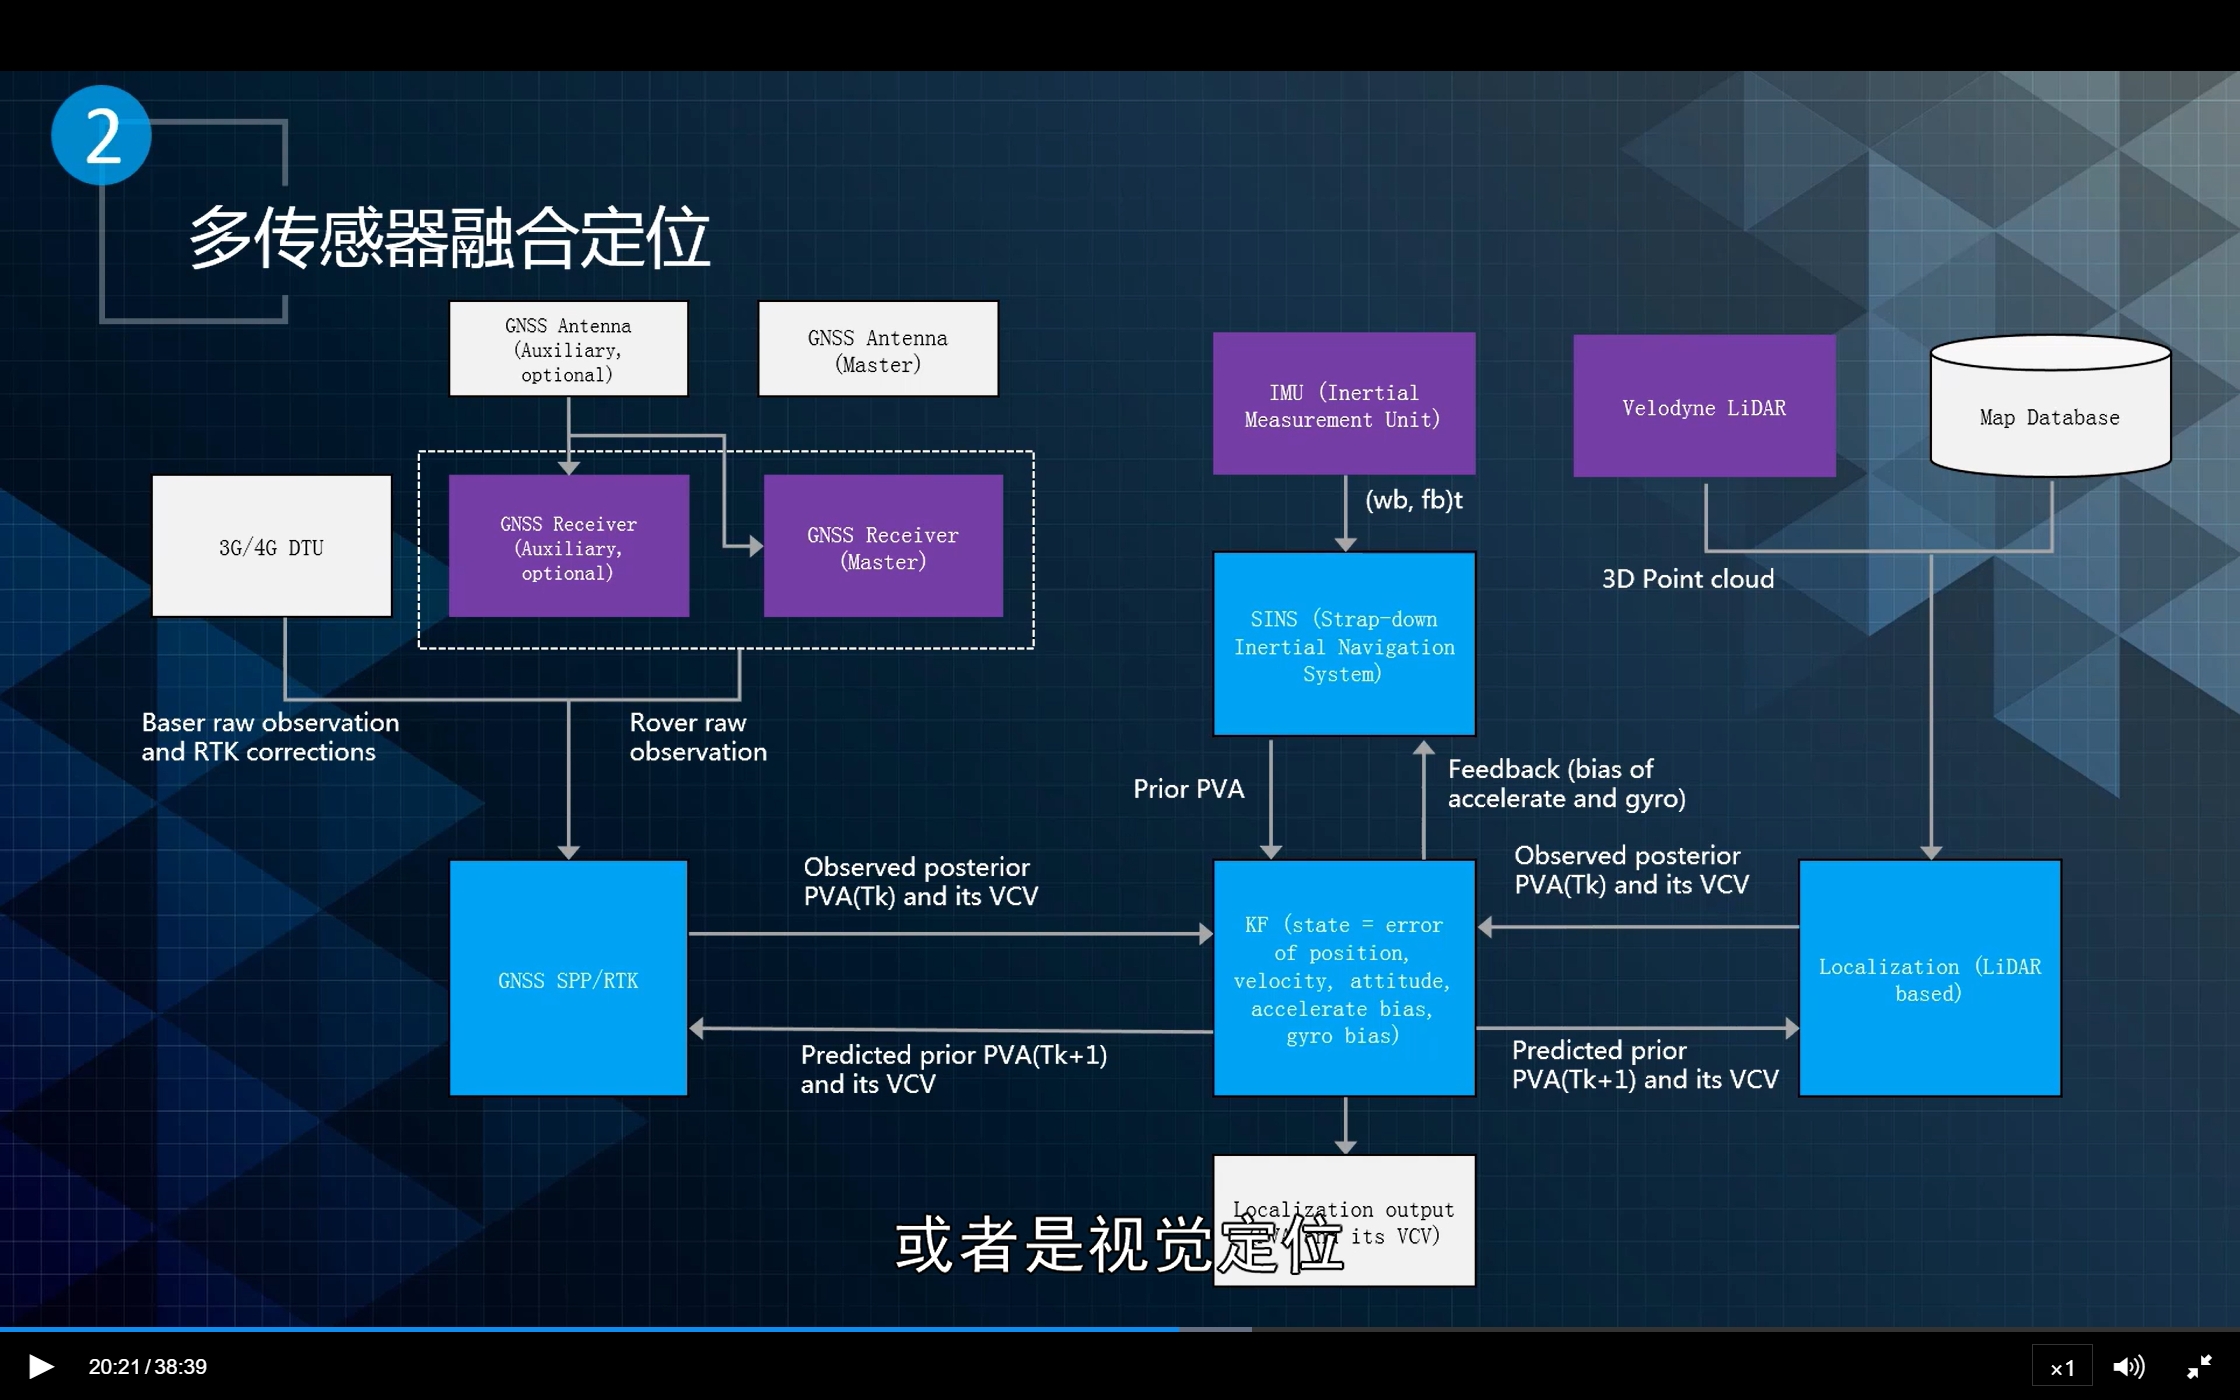 2
多传感器融合定位
GNSS Antenna
(Auxiliary,
optional)
GNSS Antenna
(Master)
IMU (Inertial
Measurement Unit)
Velodyne LiDAR
Map Database
3G/4G DTU
GNSS Receiver
(Auxiliary,
optional)
GNSS Receiver
(Master)
(wb, fb)t
3D Point cloud
SINS (Strap-down
Inertial Navigation
System)
Baser raw observation
and RTK corrections
Rover raw
observation
Prior PVA
Feedback (bias of
accelerate and gyro)
Observed posterior
PVA(Tk) and its VCV
Observed posterior
PVA(Tk) and its VCV
GNSS SPP/RTK
KF (state = error
of position,
velocity, attitude,
accelerate bias,
gyro bias)
Localization (LiDAR
based)
Predicted prior PVA(Tk+1)
and its VCV
Predicted prior
PVA(Tk+1) and its VCV
Localization output
its VCV)
或者是视觉定位
20:21/38:39
×1